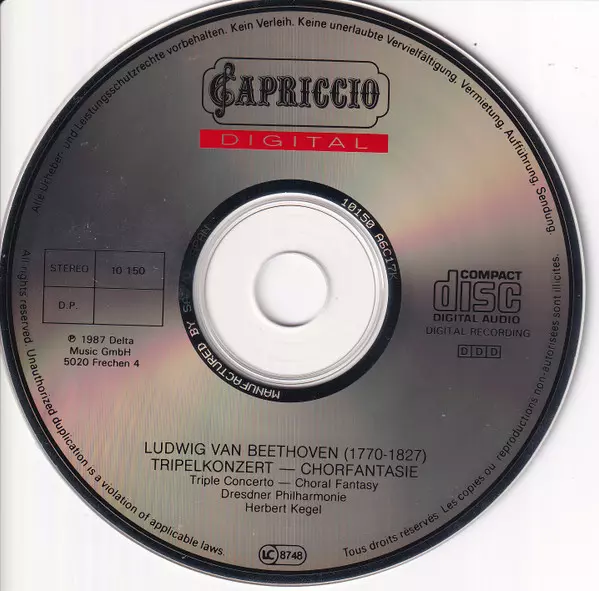 Alle Urheber- und Leistungsschutzrechte vorbehalten. Kein Verleih. Keine unerlaubte Vervielfältigung, Vermietung, Aufführung, Sendung.
CAPRICCIO
DIGITAL
10150 A6C17K
MANUFACTURED BY
STEREO
10 150
D.P.
COMPACT
disc
DIGITAL AUDIO
DIGITAL RECORDING
D D D
℗ 1987 Delta
Music GmbH
5020 Frechen 4
LUDWIG VAN BEETHOVEN (1770-1827)
TRIPELKONZERT — CHORFANTASIE
Triple Concerto — Choral Fantasy
Dresdner Philharmonie
Herbert Kegel
LC 8748
All rights reserved. Unauthorized duplication is a violation of applicable laws.
Tous droits réservés. Les copies ou reproductions non-autorisées sont illicites.